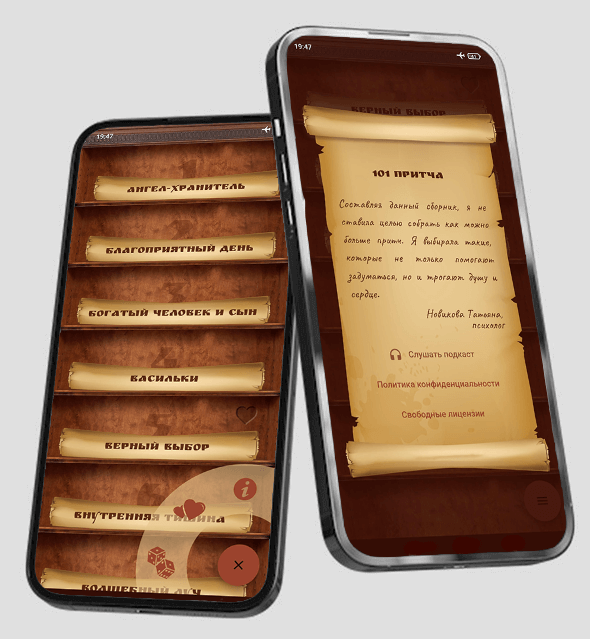 19:47
АНГЕЛ-ХРАНИТЕЛЬ
БЛАГОПРИЯТНЫЙ ДЕНЬ
БОГАТЫЙ ЧЕЛОВЕК И СЫН
ВАСИЛЬКИ
ВЕРНЫЙ ВЫБОР
ВНУТРЕННЯЯ ТИШИНА
ВОЛШЕБНЫЙ ЛУЧ
19:47
ВЕРНЫЙ ВЫБОР
101 ПРИТЧА
Составляя данный сборник, я не
ставила целью собрать как можно
больше притч. Я выбирала такие,
которые не только помогают
задуматься, но и трогают душу и
сердце.
Новикова Татьяна,
психолог
Слушать подкаст
Политика конфиденциальности
Свободные лицензии